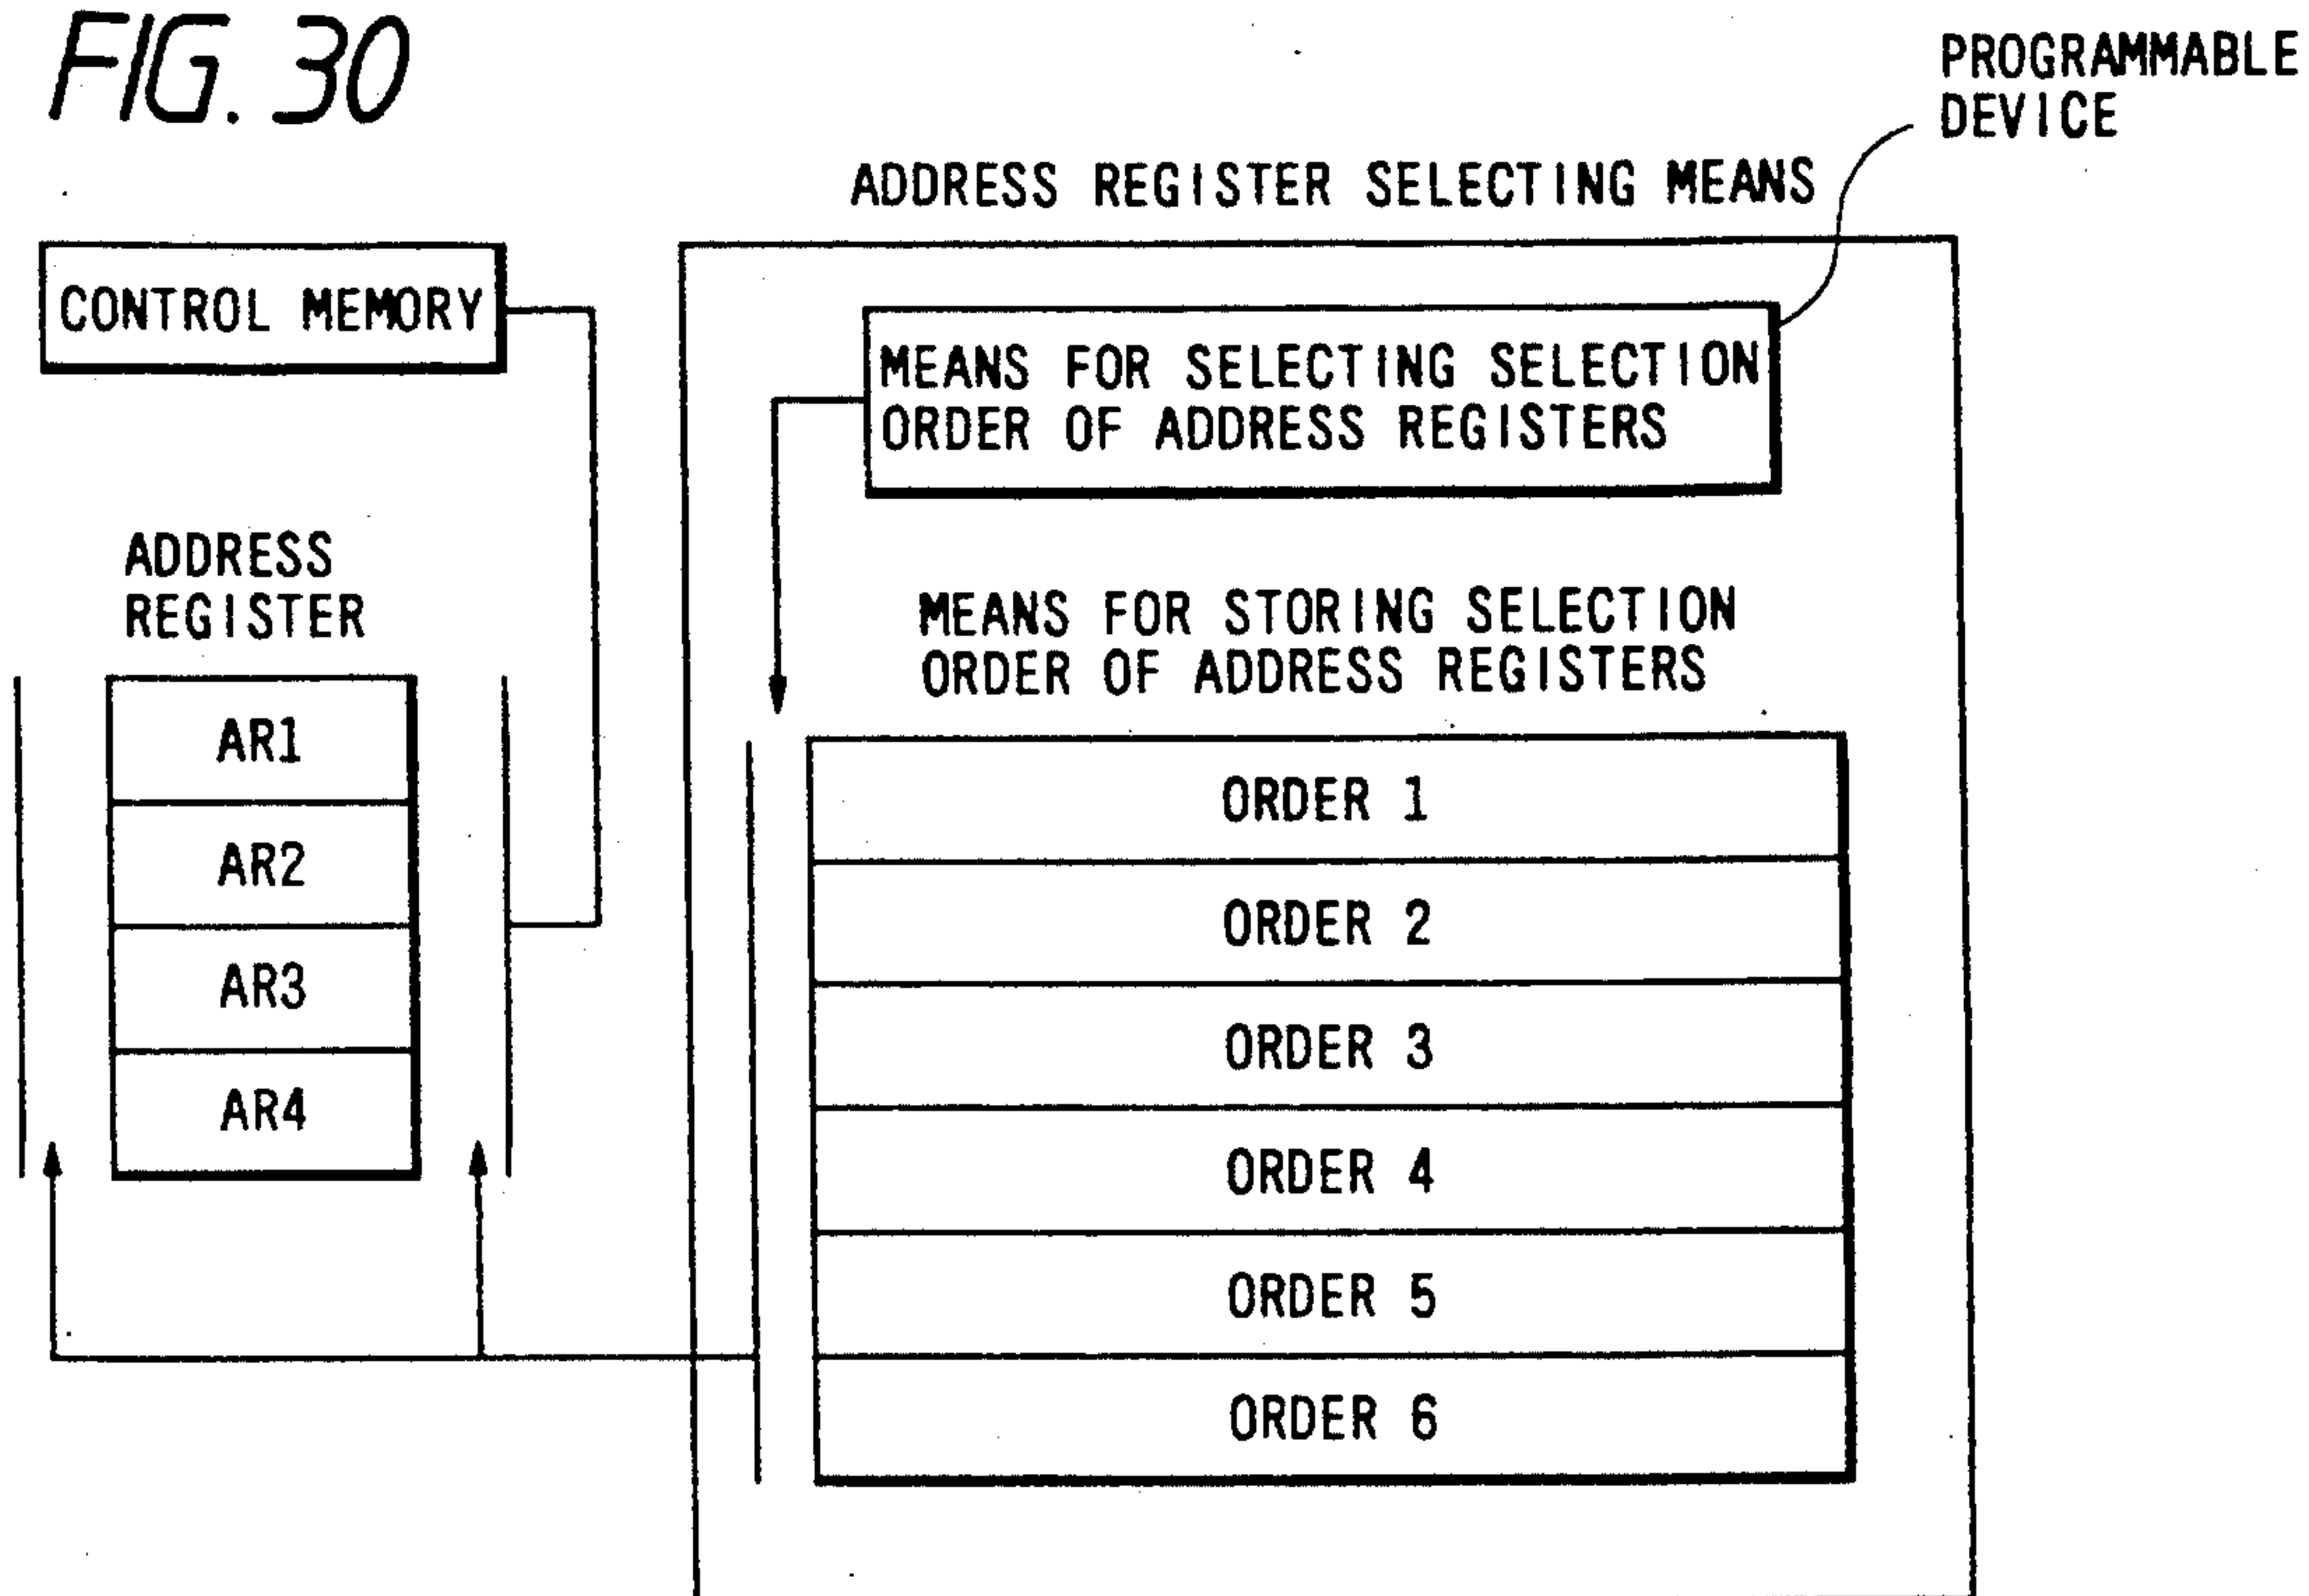 FIG. 30
PROGRAMMABLE
DEVICE
ADDRESS REGISTER SELECTING MEANS
CONTROL MEMORY
MEANS FOR SELECTING SELECTION
ORDER OF ADDRESS REGISTERS
ADDRESS
REGISTER
AR1
AR2
AR3
AR4
MEANS FOR STORING SELECTION
ORDER OF ADDRESS REGISTERS
ORDER 1
ORDER 2
ORDER 3
ORDER 4
ORDER 5
ORDER 6